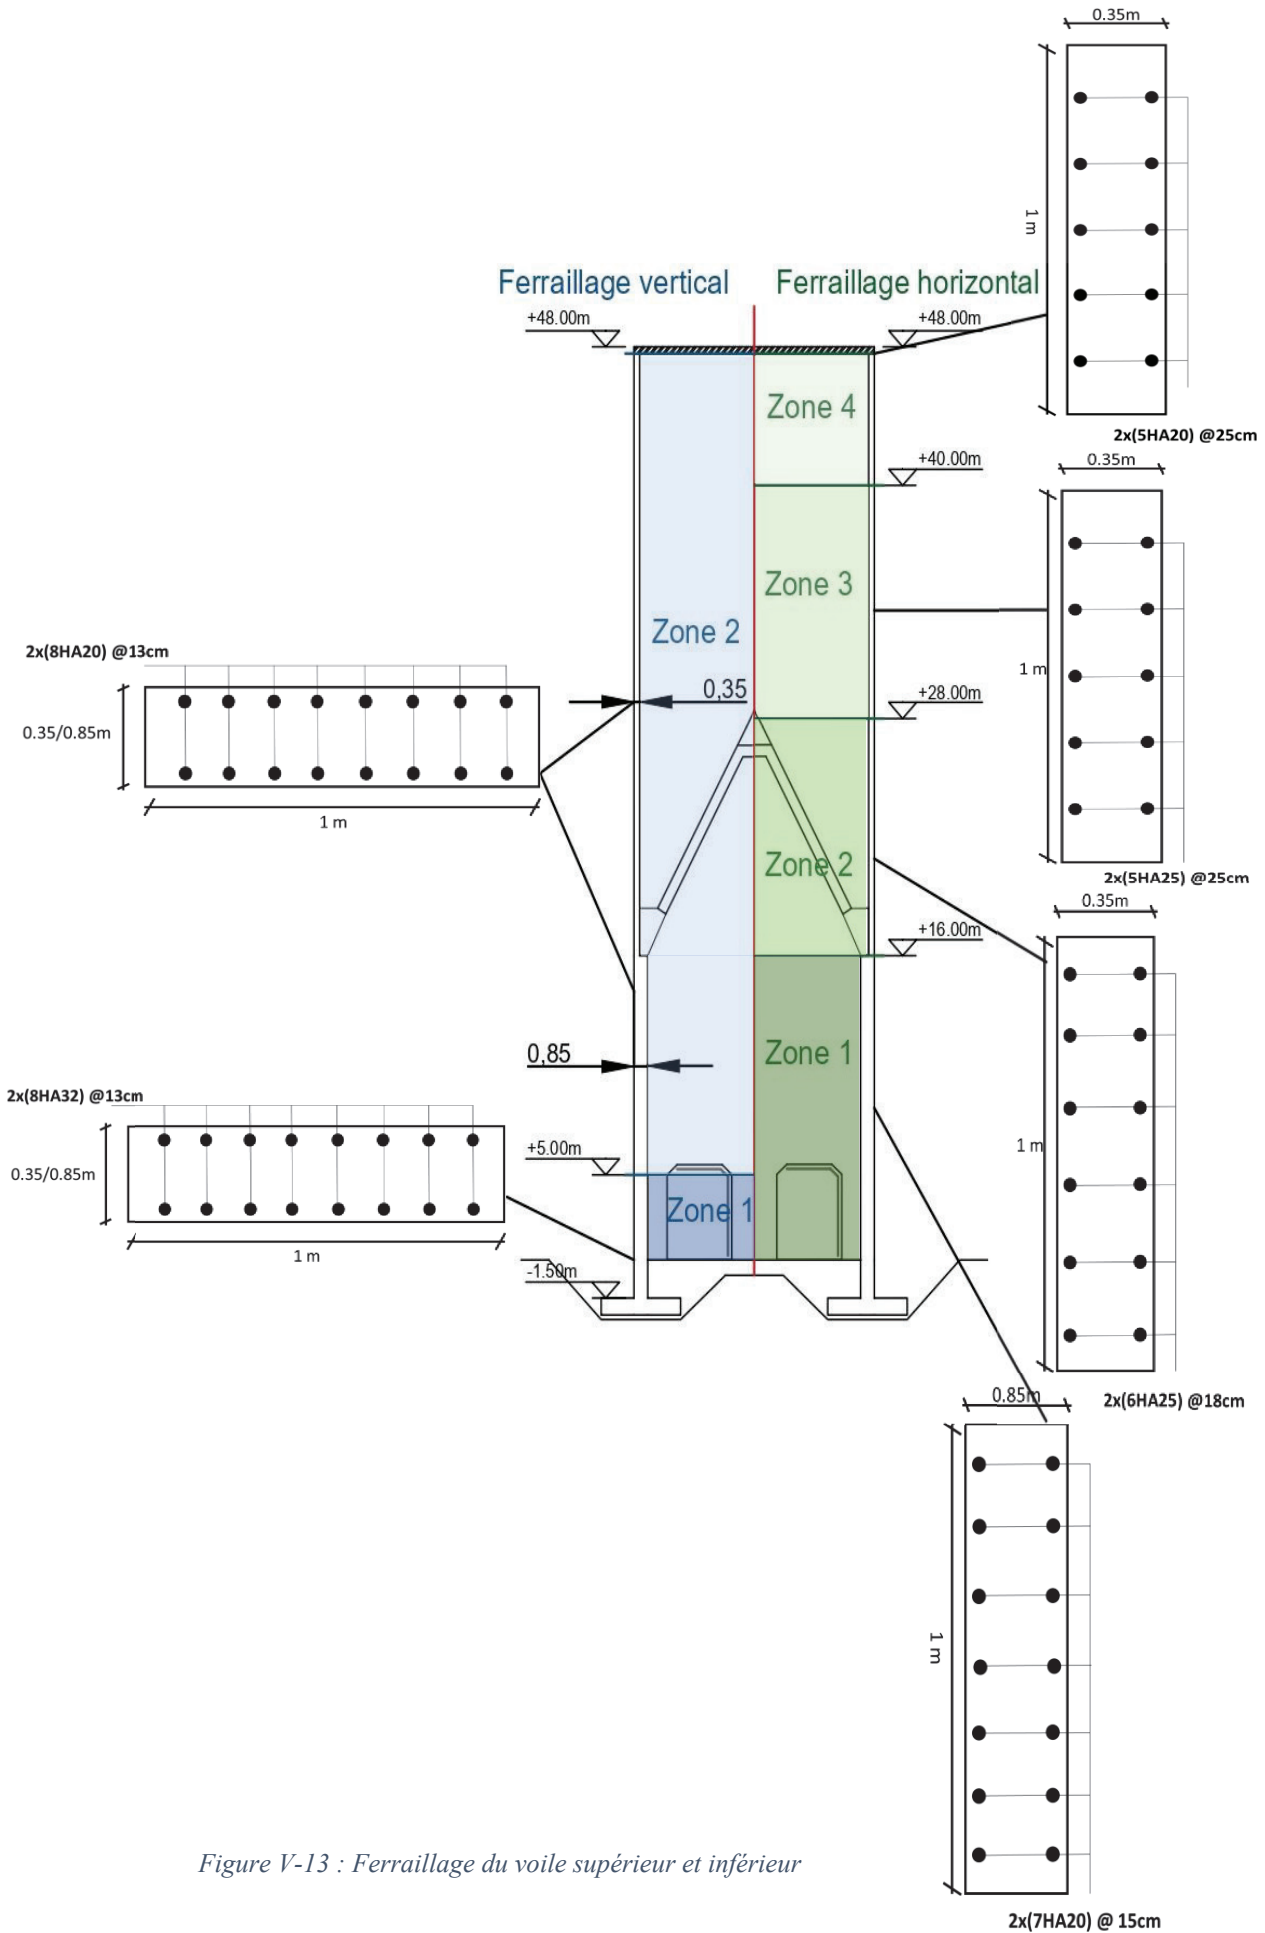 0.35m
1 m
2x(5HA20) @25cm
Ferraillage vertical
Ferraillage horizontal
+48.00m
+48.00m
Zone 4
+40.00m
0.35m
1 m
2x(5HA25) @25cm
Zone 3
Zone 2
2x(8HA20) @13cm
0.35/0.85m
1 m
0,35
+28.00m
Zone 2
0.35m
1 m
2x(6HA25) @18cm
+16.00m
Zone 1
0,85
2x(8HA32) @13cm
0.35/0.85m
1 m
+5.00m
Zone 1
-1.50m
0.85m
1 m
2x(7HA20) @ 15cm
Figure V-13 : Ferraillage du voile supérieur et inférieur